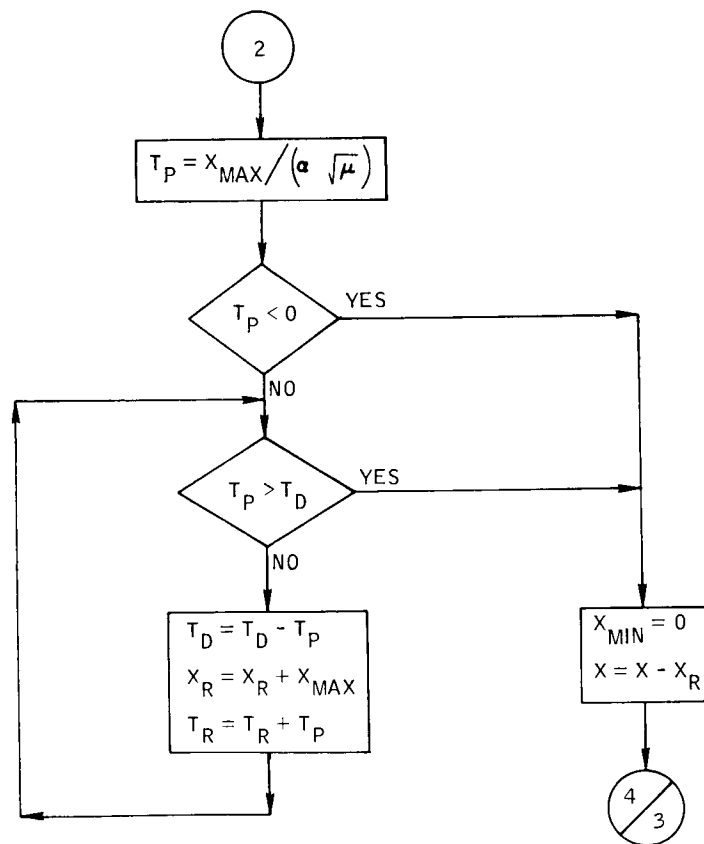 2
T_P = X_MAX / (α √μ)
T_P < 0
YES
NO
T_P > T_D
YES
NO
T_D = T_D - T_P
X_R = X_R + X_MAX
T_R = T_R + T_P
X_MIN = 0
X = X - X_R
4
3